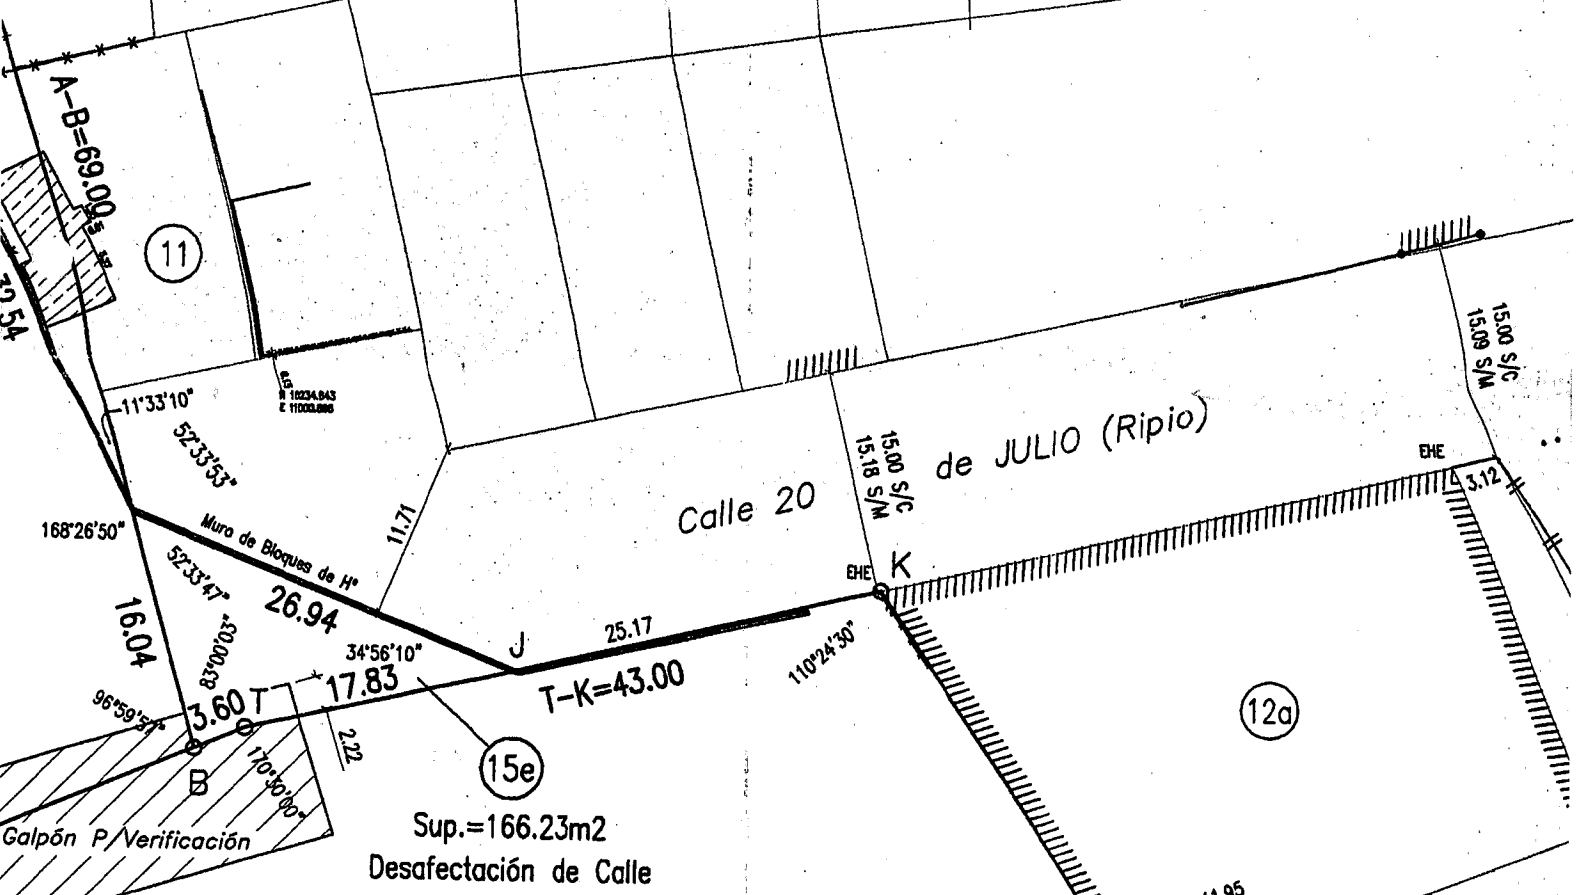 A-B=69.00
11
32.54
N 10234.643
11°33'10"
52°33'53"
168°26'50"
Muro de Bloques de Hº
52°33'47"
26.94
11.71
16.04
83°00'03"
34°56'10"
96°59'57"
3.60
T
17.83
J
25.17
T-K=43.00
2.22
B
170°30'00"
Galpón P/Verificación
15e
Sup.=166.23m2
Desafectación de Calle
Calle 20 de JULIO (Ripio)
15.00 S/C
15.18 S/M
EHE
K
110°24'30"
15.00 S/C
15.09 S/M
EHE
3.12
12a